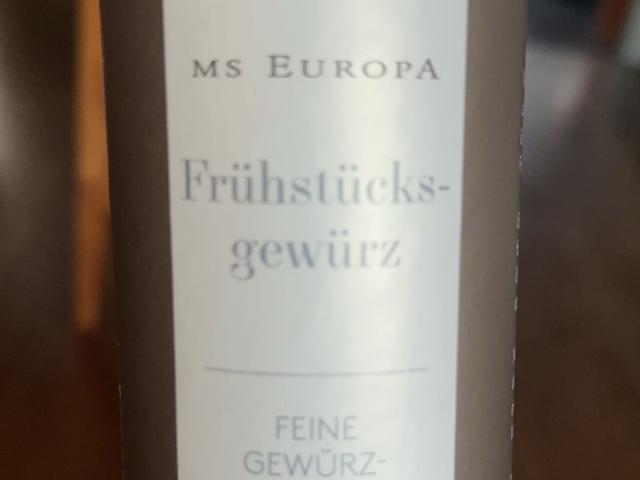 MS EUROPA
Frühstücks-
gewürz
FEINE
GEWÜRZ-